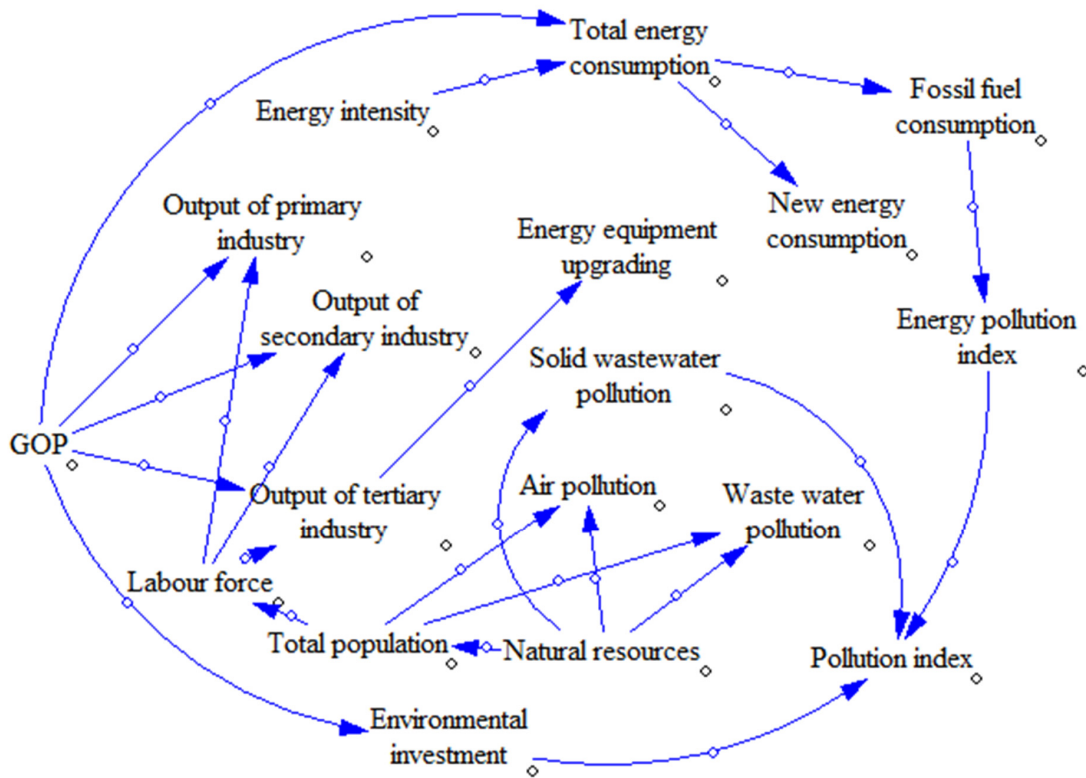 Total energy
consumption
Energy intensity
Fossil fuel
consumption
Output of primary
industry
New energy
consumption
Energy equipment
upgrading
Output of
secondary industry
Energy pollution
index
Solid wastewater
pollution
GOP
Output of tertiary
industry
Air pollution
Waste water
pollution
Labour force
Total population
Natural resources
Pollution index
Environmental
investment